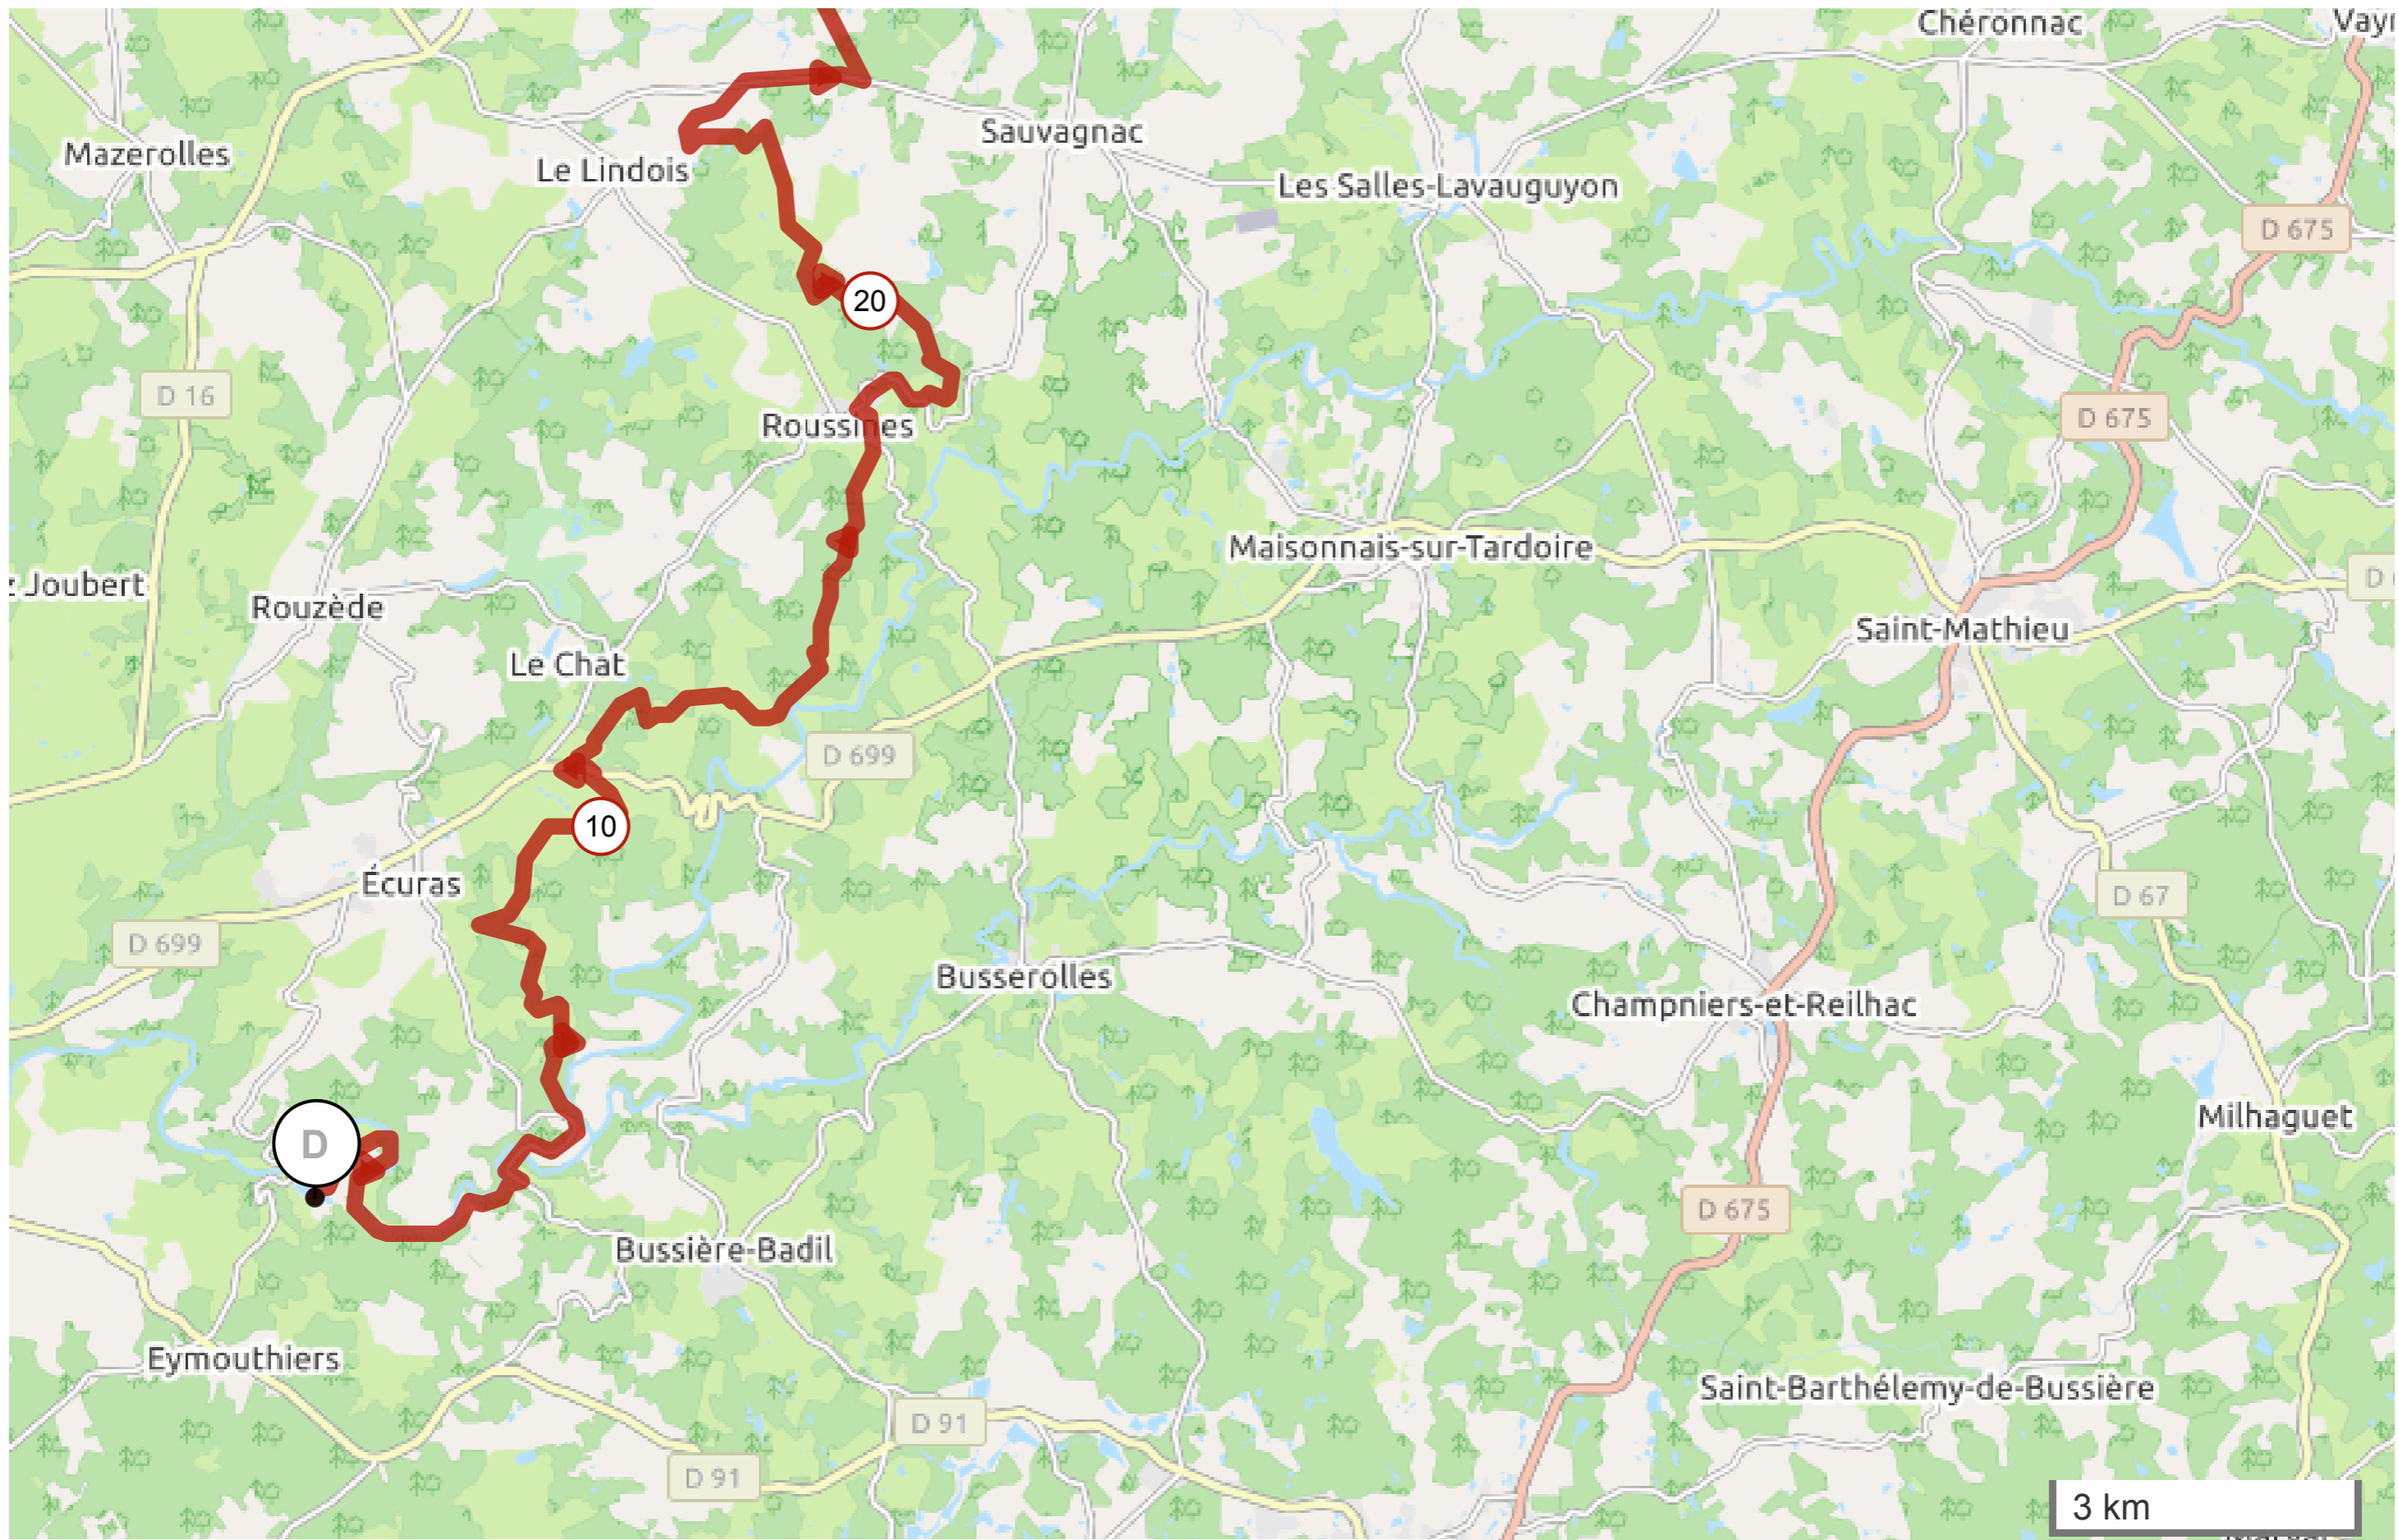 Chéronnac
Mazerolles
Sauvagnac
Le Lindois
Les Salles-Lavauguyon
D 675
20
D 16
D 675
Roussines
Maisonnais-sur-Tardoire
Joubert
Rouzède
Saint-Mathieu
Le Chat
D 699
10
Écuras
D 67
D 699
Busserolles
Champniers-et-Reilhac
Milhaguet
D
D 675
Bussière-Badil
Eymouthiers
Saint-Barthélemy-de-Bussière
D 91
D 91
3 km